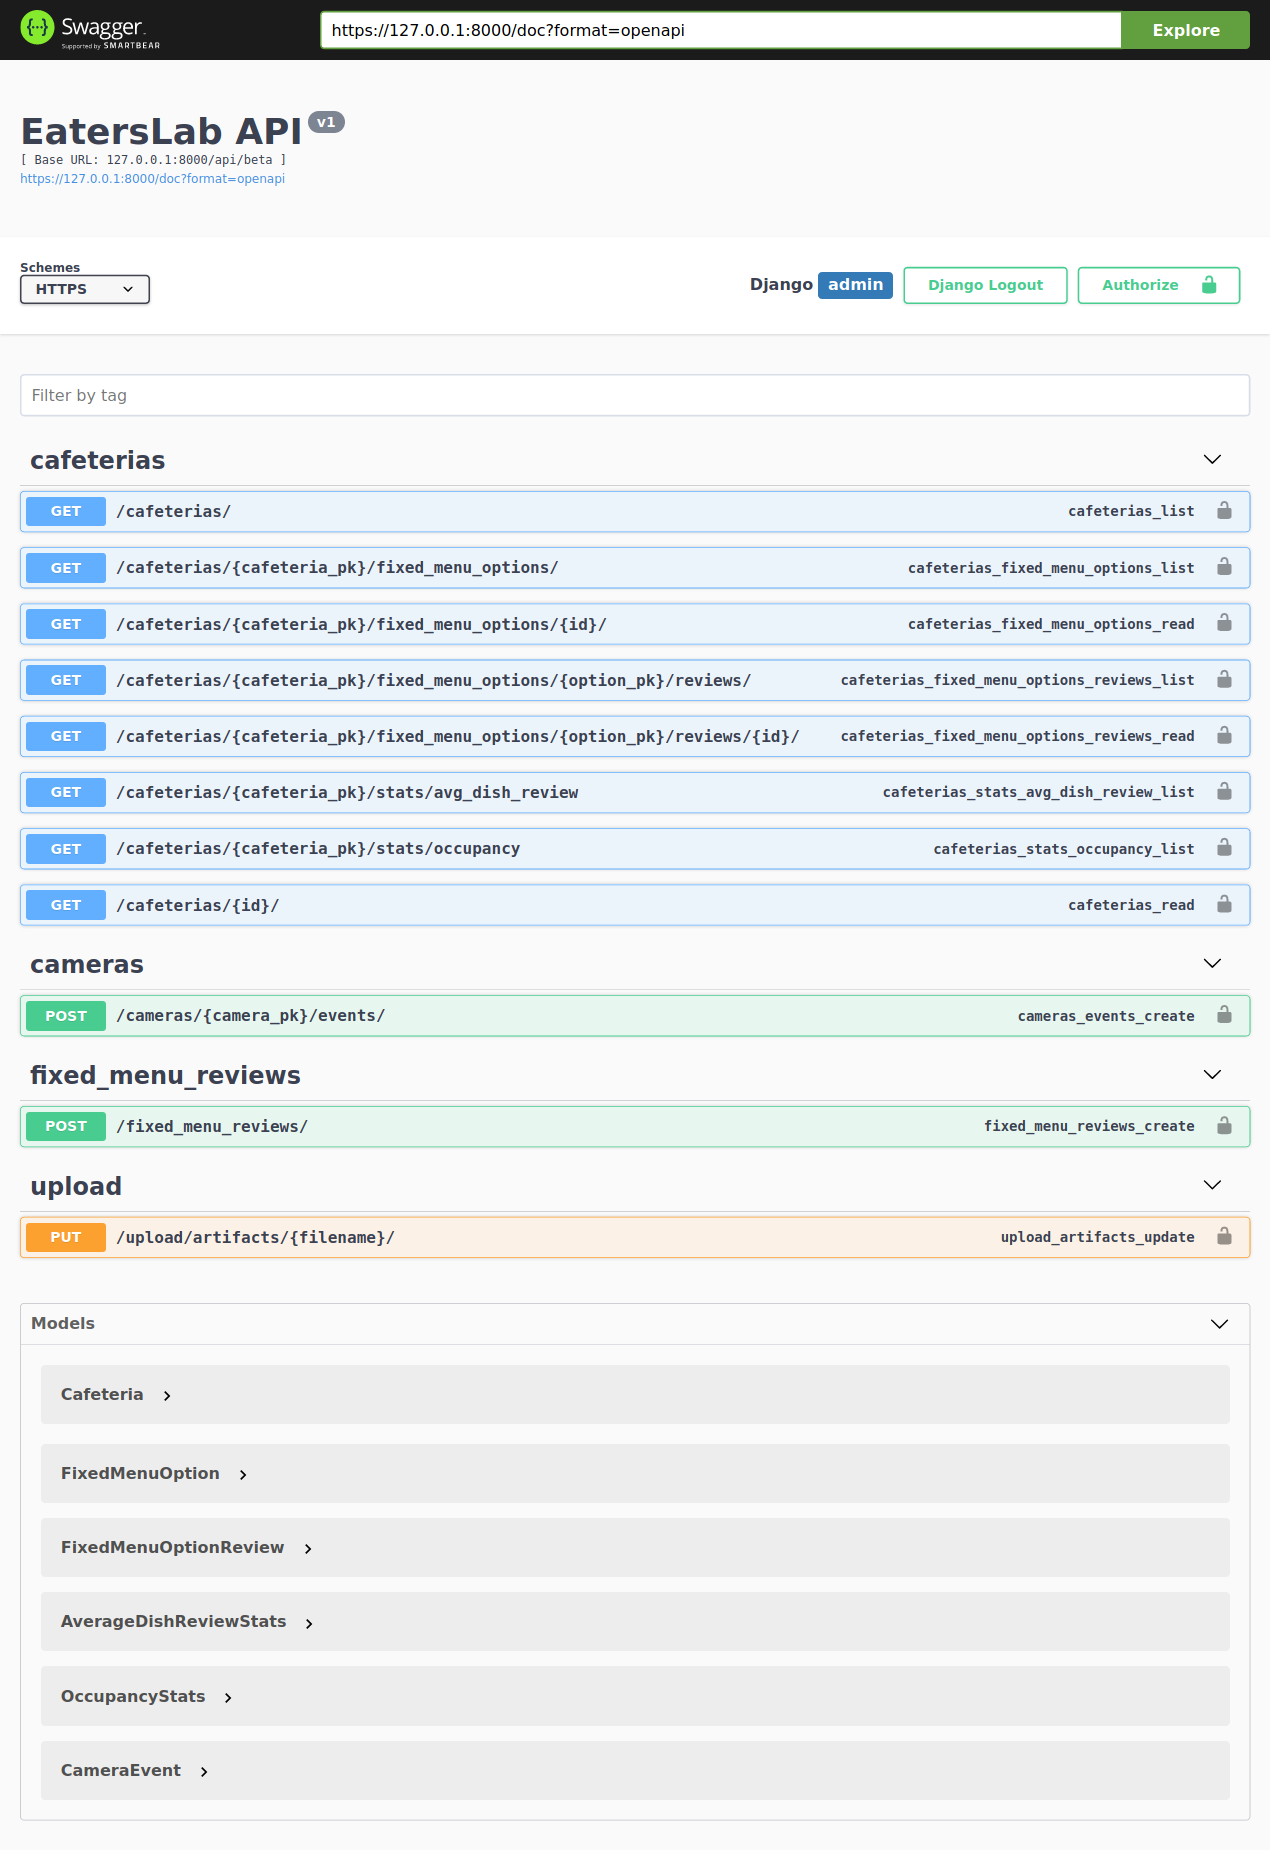 Swagger.
Supported by SMARTBEAR
https://127.0.0.1:8000/doc?format=openapi
Explore
EatersLab API v1
[ Base URL: 127.0.0.1:8000/api/beta ]
https://127.0.0.1:8000/doc?format=openapi
Schemes
HTTPS
Django admin
Django Logout
Authorize
Filter by tag
cafeterias
GET /cafeterias/ cafeterias_list
GET /cafeterias/{cafeteria_pk}/fixed_menu_options/ cafeterias_fixed_menu_options_list
GET /cafeterias/{cafeteria_pk}/fixed_menu_options/{id}/ cafeterias_fixed_menu_options_read
GET /cafeterias/{cafeteria_pk}/fixed_menu_options/{option_pk}/reviews/ cafeterias_fixed_menu_options_reviews_list
GET /cafeterias/{cafeteria_pk}/fixed_menu_options/{option_pk}/reviews/{id}/ cafeterias_fixed_menu_options_reviews_read
GET /cafeterias/{cafeteria_pk}/stats/avg_dish_review cafeterias_stats_avg_dish_review_list
GET /cafeterias/{cafeteria_pk}/stats/occupancy cafeterias_stats_occupancy_list
GET /cafeterias/{id}/ cafeterias_read
cameras
POST /cameras/{camera_pk}/events/ cameras_events_create
fixed_menu_reviews
POST /fixed_menu_reviews/ fixed_menu_reviews_create
upload
PUT /upload/artifacts/{filename}/ upload_artifacts_update
Models
Cafeteria
FixedMenuOption
FixedMenuOptionReview
AverageDishReviewStats
OccupancyStats
CameraEvent